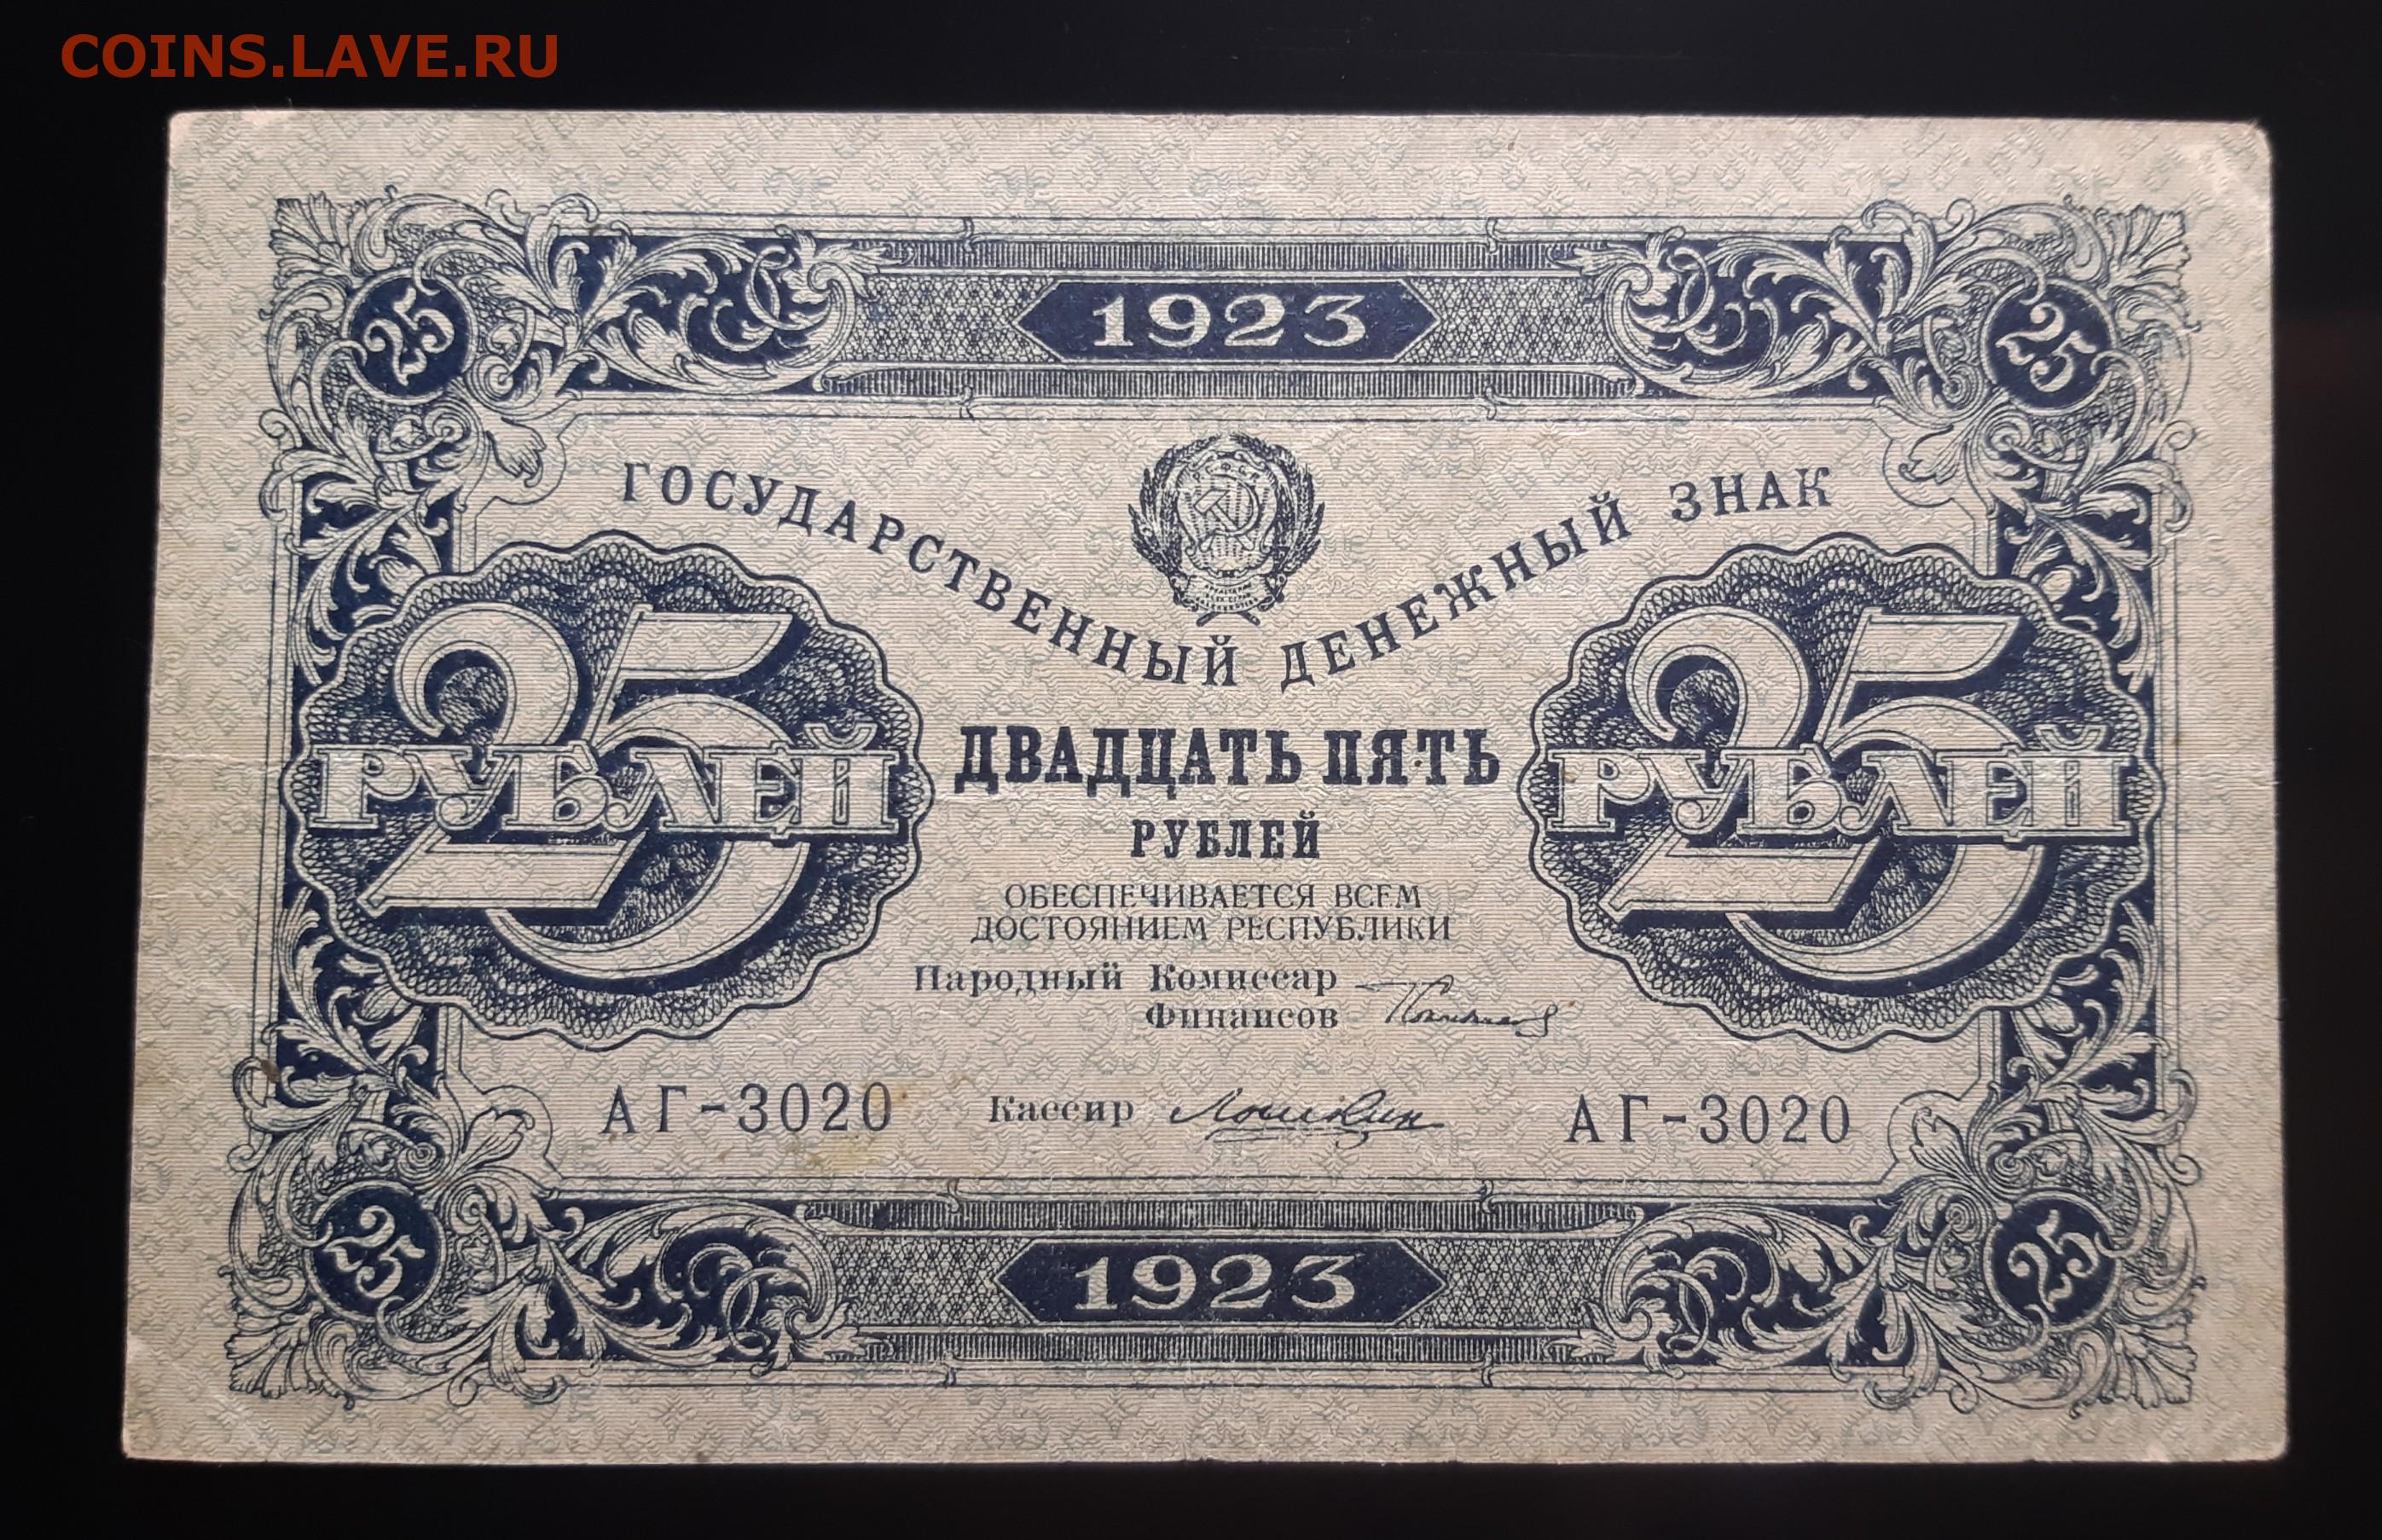 COINS.LAVE.RU
25 1923 25
ГОСУДАРСТВЕННЫЙ ДЕНЕЖНЫЙ ЗНАК
25 РУБЛЕЙ
ДВАДЦАТЬ ПЯТЬ
РУБЛЕЙ
25 РУБЛЕЙ
ОБЕСПЕЧИВАЕТСЯ ВСЕМ
ДОСТОЯНИЕМ РЕСПУБЛИКИ
Народный Комиссар
Финансов
АГ-3020 Кассир АГ-3020
25 1923 25